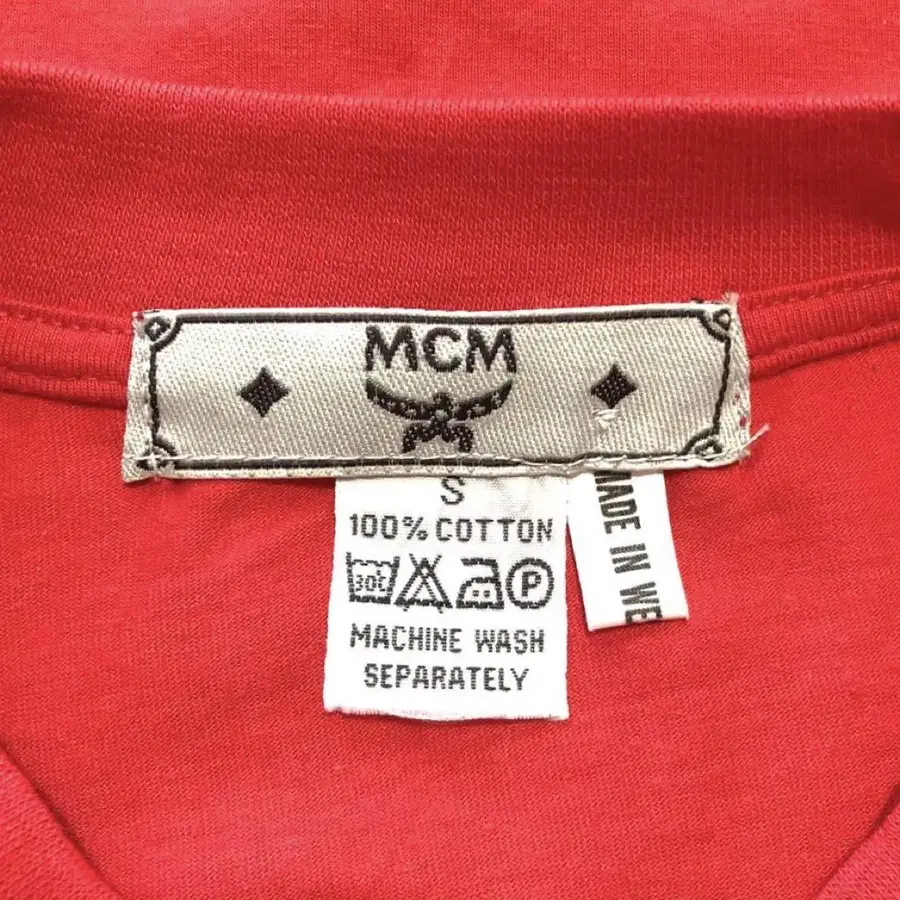 MCM
S
100% COTTON
30°C
P
MACHINE WASH
SEPARATELY
MADE IN WE